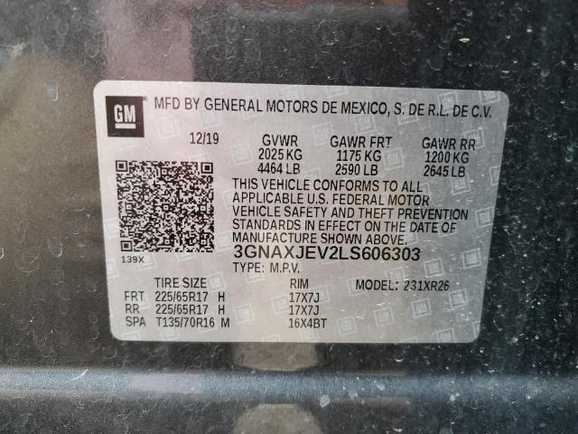 GM
MFD BY GENERAL MOTORS DE MEXICO, S. DE R.L. DE C.V.
12/19 GVWR GAWR FRT GAWR RR
2025 KG 1175 KG 1200 KG
4464 LB 2590 LB 2645 LB
THIS VEHICLE CONFORMS TO ALL
APPLICABLE U.S. FEDERAL MOTOR
VEHICLE SAFETY AND THEFT PREVENTION
STANDARDS IN EFFECT ON THE DATE OF
MANUFACTURE SHOWN ABOVE.
139X
3GNAXJEV2LS606303
TYPE: M.P.V.
TIRE SIZE RIM MODEL: 231XR26
FRT 225/65R17 H 17X7J
RR 225/65R17 H 17X7J
SPA T135/70R16 M 16X4BT